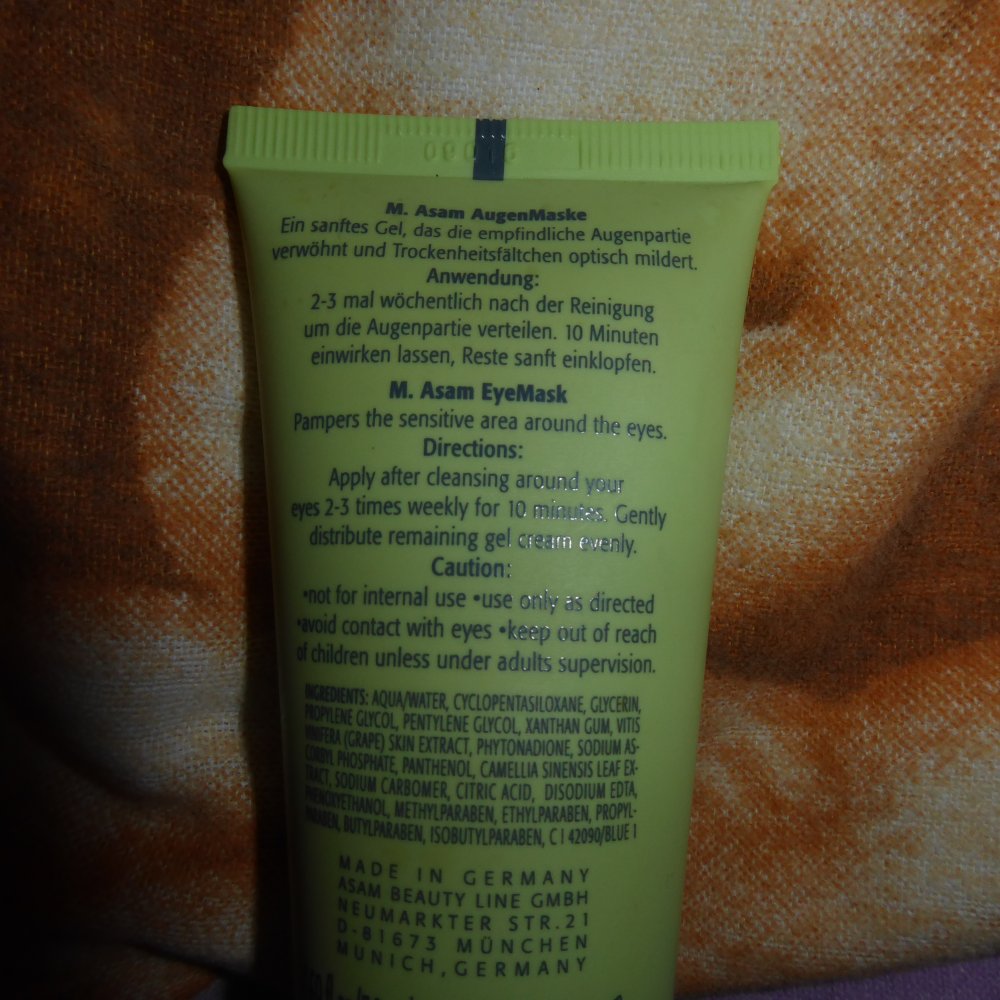 M. Asam AugenMaske
Ein sanftes Gel, das die empfindliche Augenpartie
verwöhnt und Trockenheitsfältchen optisch mildert.
Anwendung:
2-3 mal wöchentlich nach der Reinigung
um die Augenpartie verteilen. 10 Minuten
einwirken lassen, Reste sanft einklopfen.
M. Asam EyeMask
Pampers the sensitive area around the eyes.
Directions:
Apply after cleansing around your
eyes 2-3 times weekly for 10 minutes. Gently
distribute remaining gel cream evenly.
Caution:
•not for internal use •use only as directed
•avoid contact with eyes •keep out of reach
of children unless under adults supervision.
INGREDIENTS: AQUA/WATER, CYCLOPENTASILOXANE, GLYCERIN,
PROPYLENE GLYCOL, PENTYLENE GLYCOL, XANTHAN GUM, VITIS
VINIFERA (GRAPE) SKIN EXTRACT, PHYTONADIONE, SODIUM AS-
CORBYL PHOSPHATE, PANTHENOL, CAMELLIA SINENSIS LEAF EX-
TRACT, SODIUM CARBOMER, CITRIC ACID, DISODIUM EDTA,
PHENOXYETHANOL, METHYLPARABEN, ETHYLPARABEN, PROPYL-
PARABEN, BUTYLPARABEN, ISOBUTYLPARABEN, C I 42090/BLUE 1
MADE IN GERMANY
ASAM BEAUTY LINE GMBH
NEUMARKTER STR.21
D-81673 MÜNCHEN
MUNICH, GERMANY